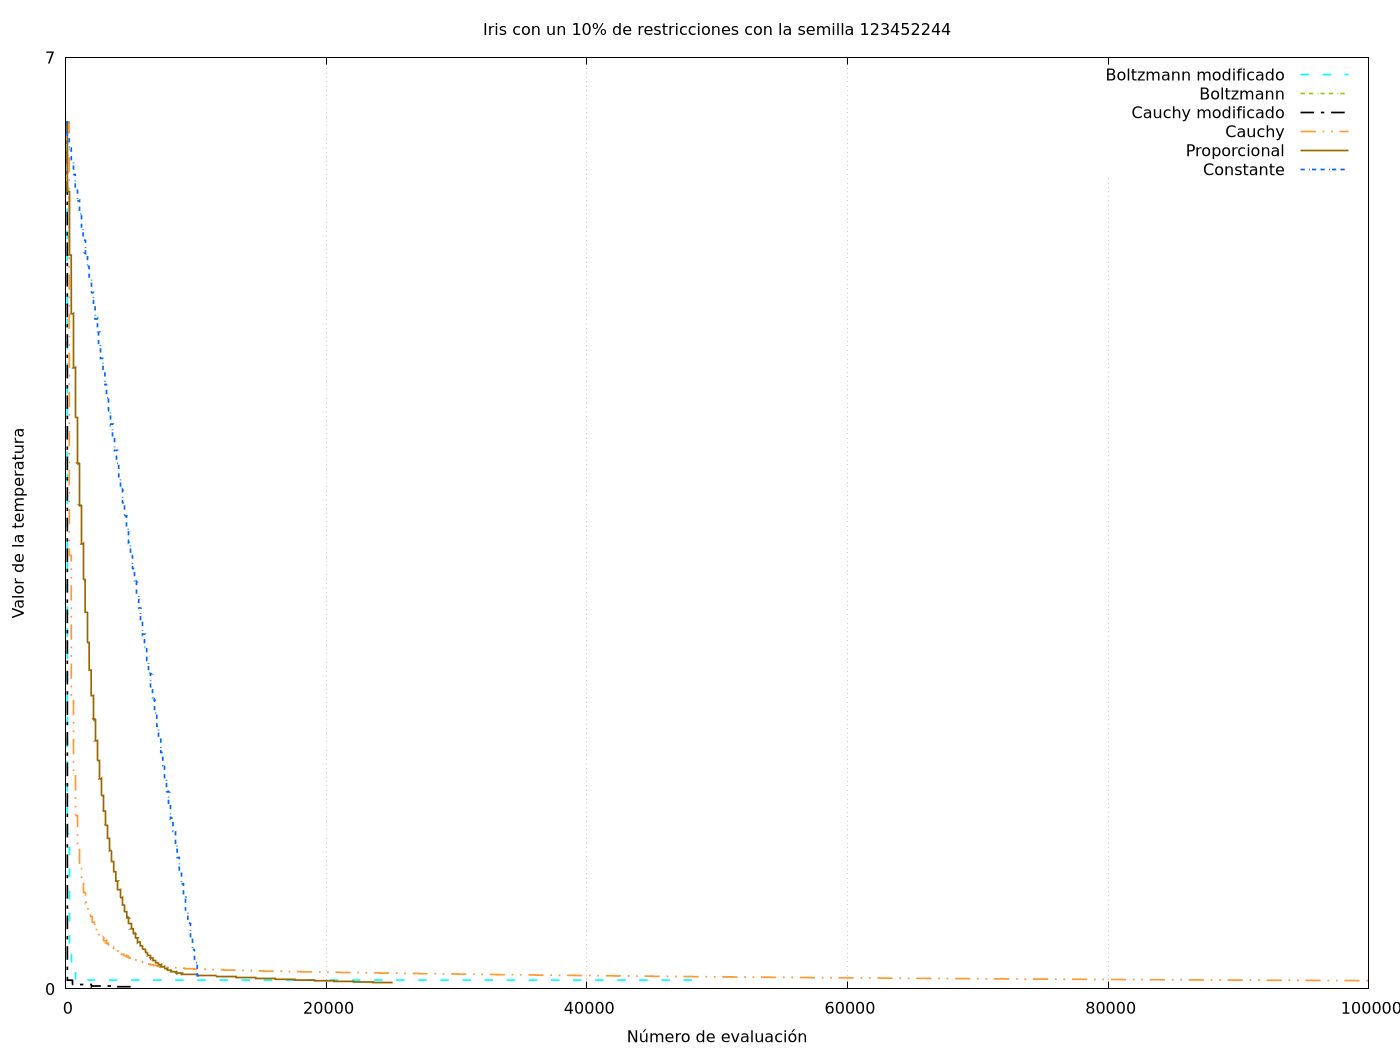 Iris con un 10% de restricciones con la semilla 123452244
7
Boltzmann modificado
Boltzmann
Cauchy modificado
Cauchy
Proporcional
Constante
Valor de la temperatura
0
0 20000 40000 60000 80000 100000
Número de evaluación